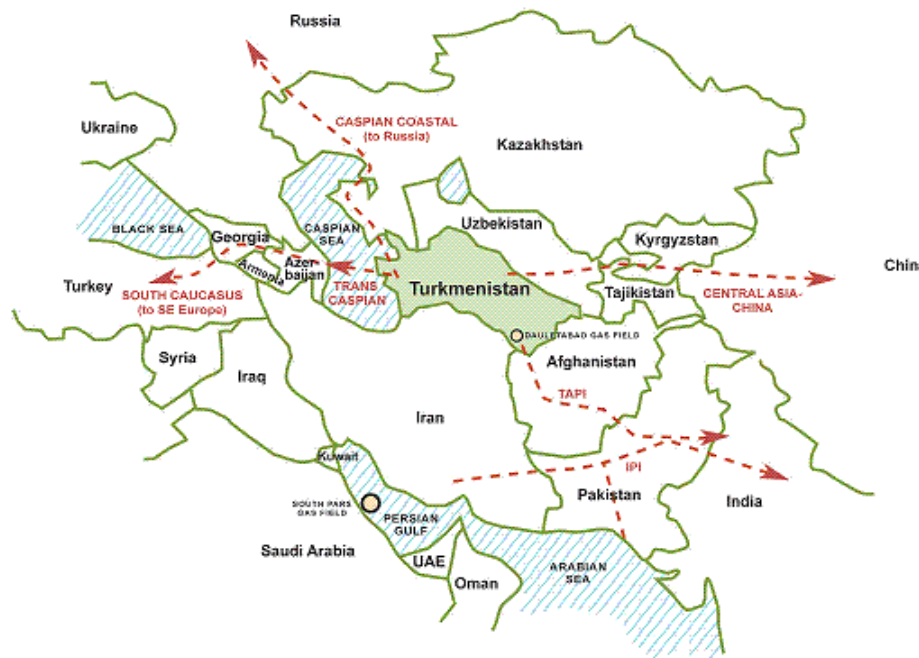 Russia
Ukraine
CASPIAN COASTAL
(to Russia)
Kazakhstan
BLACK SEA
Georgia
CASPIAN
SEA
Uzbekistan
Kyrgyzstan
Armenia
Azer-
baijan
Chin
Turkey
SOUTH CAUCASUS
(to SE Europe)
TRANS
CASPIAN
Turkmenistan
Tajikistan
CENTRAL ASIA-
CHINA
DAULETABAD GAS FIELD
Syria
Iraq
Afghanistan
TAPI
Iran
Kuwait
IPI
Pakistan
India
SOUTH PARS
GAS FIELD
PERSIAN
GULF
Saudi Arabia
UAE
Oman
ARABIAN
SEA